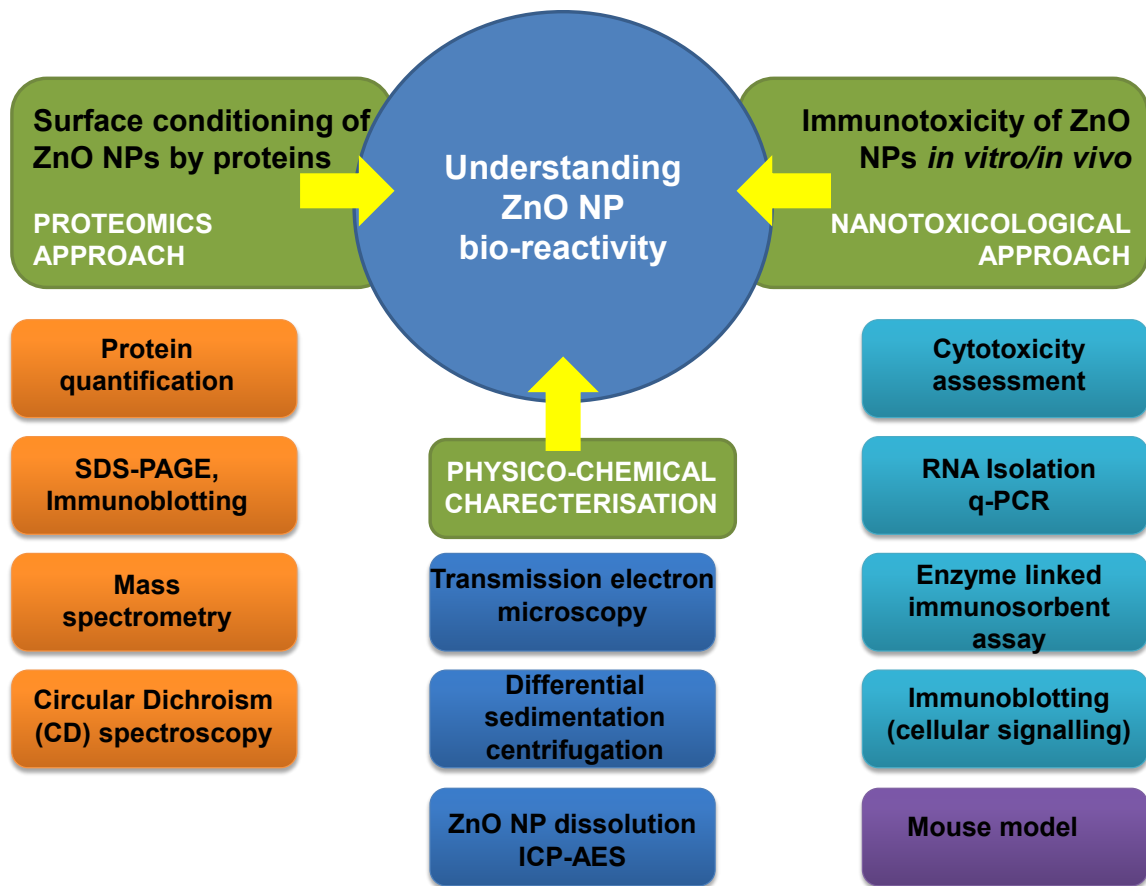 Surface conditioning of
ZnO NPs by proteins
PROTEOMICS
APPROACH
Understanding
ZnO NP
bio-reactivity
Immunotoxicity of ZnO
NPs in vitro/in vivo
NANOTOXICOLOGICAL
APPROACH
Protein
quantification
SDS-PAGE,
Immunoblotting
Mass
spectrometry
Circular Dichroism
(CD) spectroscopy
PHYSICO-CHEMICAL
CHARECTERISATION
Transmission electron
microscopy
Differential
sedimentation
centrifugation
ZnO NP dissolution
ICP-AES
Cytotoxicity
assessment
RNA Isolation
q-PCR
Enzyme linked
immunosorbent
assay
Immunoblotting
(cellular signalling)
Mouse model